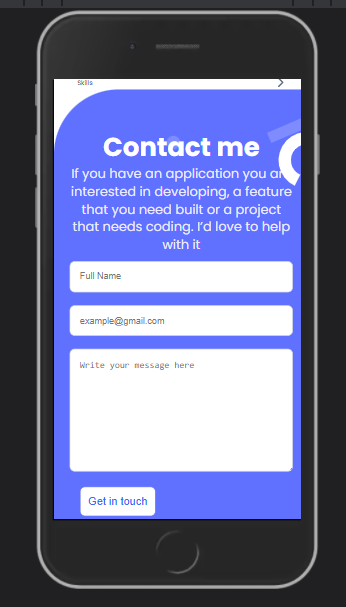 Skills
Contact me
If you have an application you are
interested in developing, a feature
that you need built or a project
that needs coding. I'd love to help
with it
Full Name
example@gmail.com
Write your message here
Get in touch